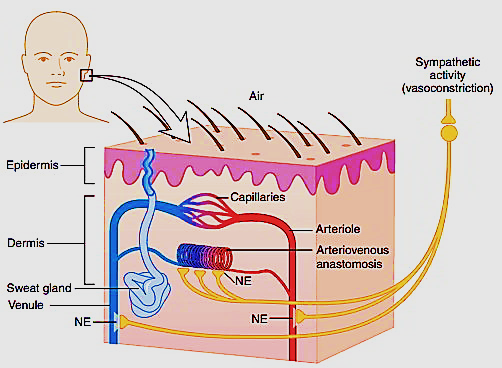 Sympathetic
activity
(vasoconstriction)
Air
Epidermis
Capillaries
Arteriole
Dermis
Arteriovenous
anastomosis
NE
Sweat gland
Venule
NE
NE